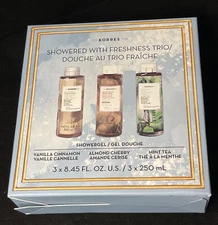 KORRES
SHOWERED WITH FRESHNESS TRIO/
DOUCHE AU TRIO FRAÎCHE
SHOWERGEL / GEL DOUCHE
VANILLA CINNAMON
VANILLE CANNELLE
ALMOND CHERRY
AMANDE CERISE
MINT TEA
THÉ À LA MENTHE
3 x 8.45 FL. OZ. U.S. / 3 x 250 mL